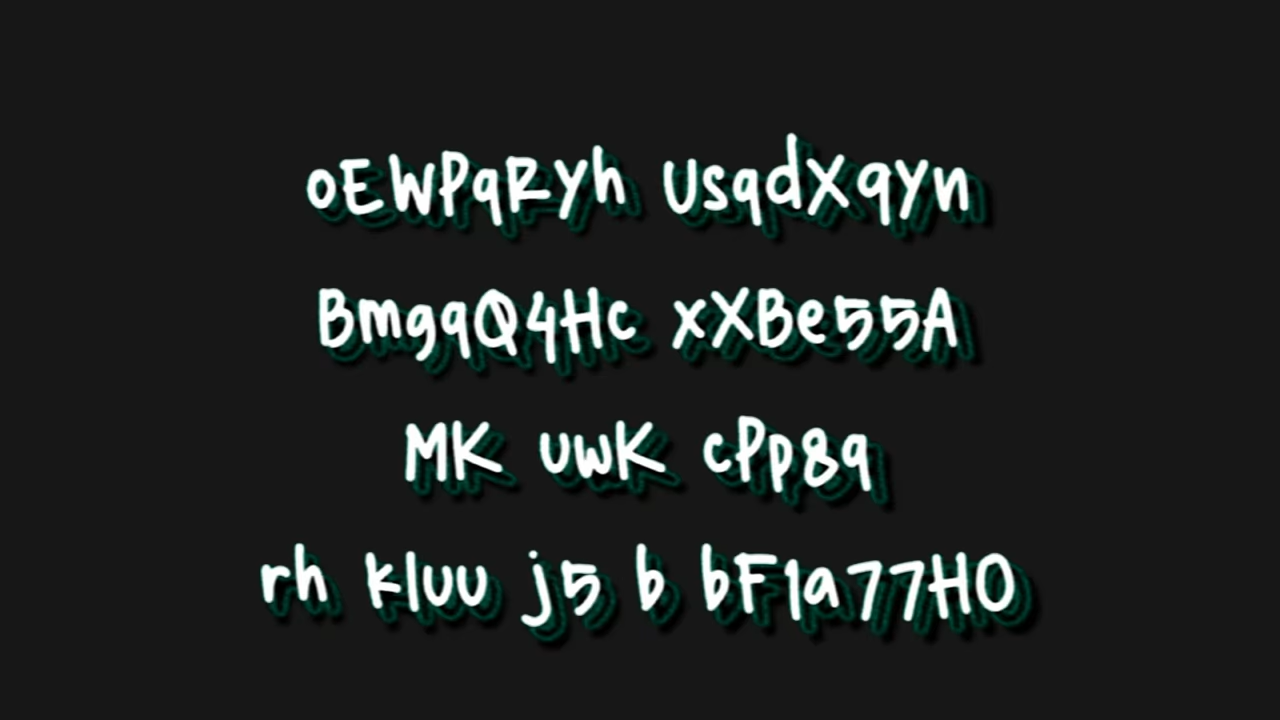 oEWPqRyh UsqdXqYn
BmgqQ4Hc xXBe55A
MK uwK cPp8q
rh kluu j5 b bF1a77HO